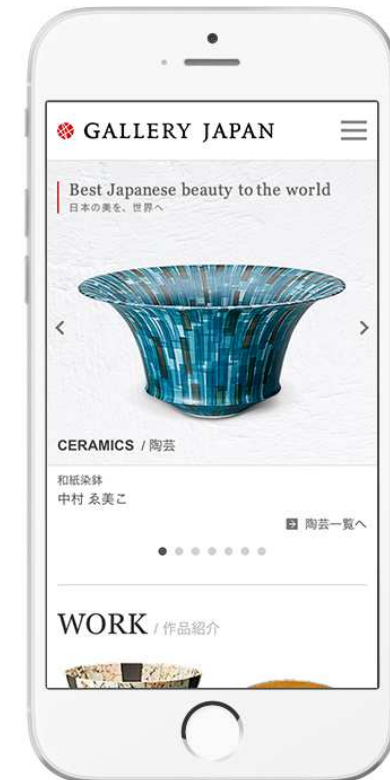 GALLERY JAPAN
Best Japanese beauty to the world
日本の美を、世界へ
CERAMICS / 陶芸
和紙染鉢
中村 ゑ美こ
陶芸一覧へ
WORK / 作品紹介